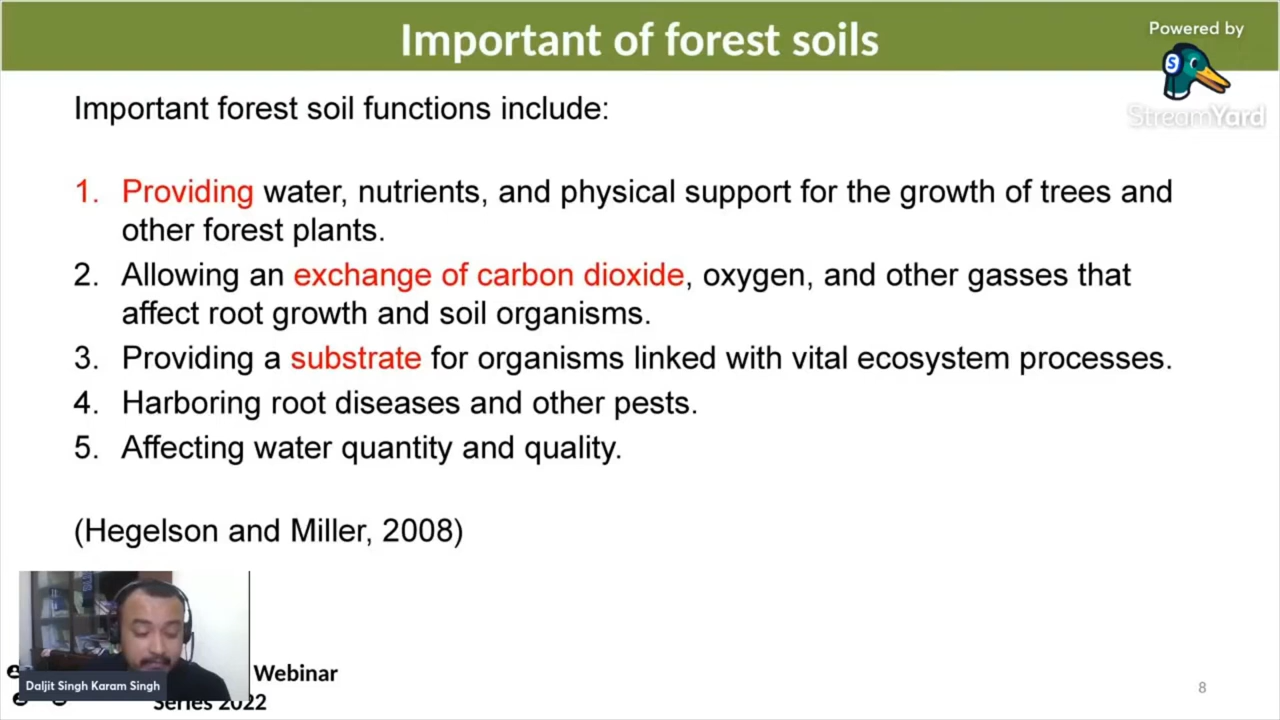 Important of forest soils
Powered by
StreamYard
Important forest soil functions include:
1. Providing water, nutrients, and physical support for the growth of trees and
other forest plants.
2. Allowing an exchange of carbon dioxide, oxygen, and other gasses that
affect root growth and soil organisms.
3. Providing a substrate for organisms linked with vital ecosystem processes.
4. Harboring root diseases and other pests.
5. Affecting water quantity and quality.
(Hegelson and Miller, 2008)
Webinar
Daljit Singh Karam Singh
Series 2022
8